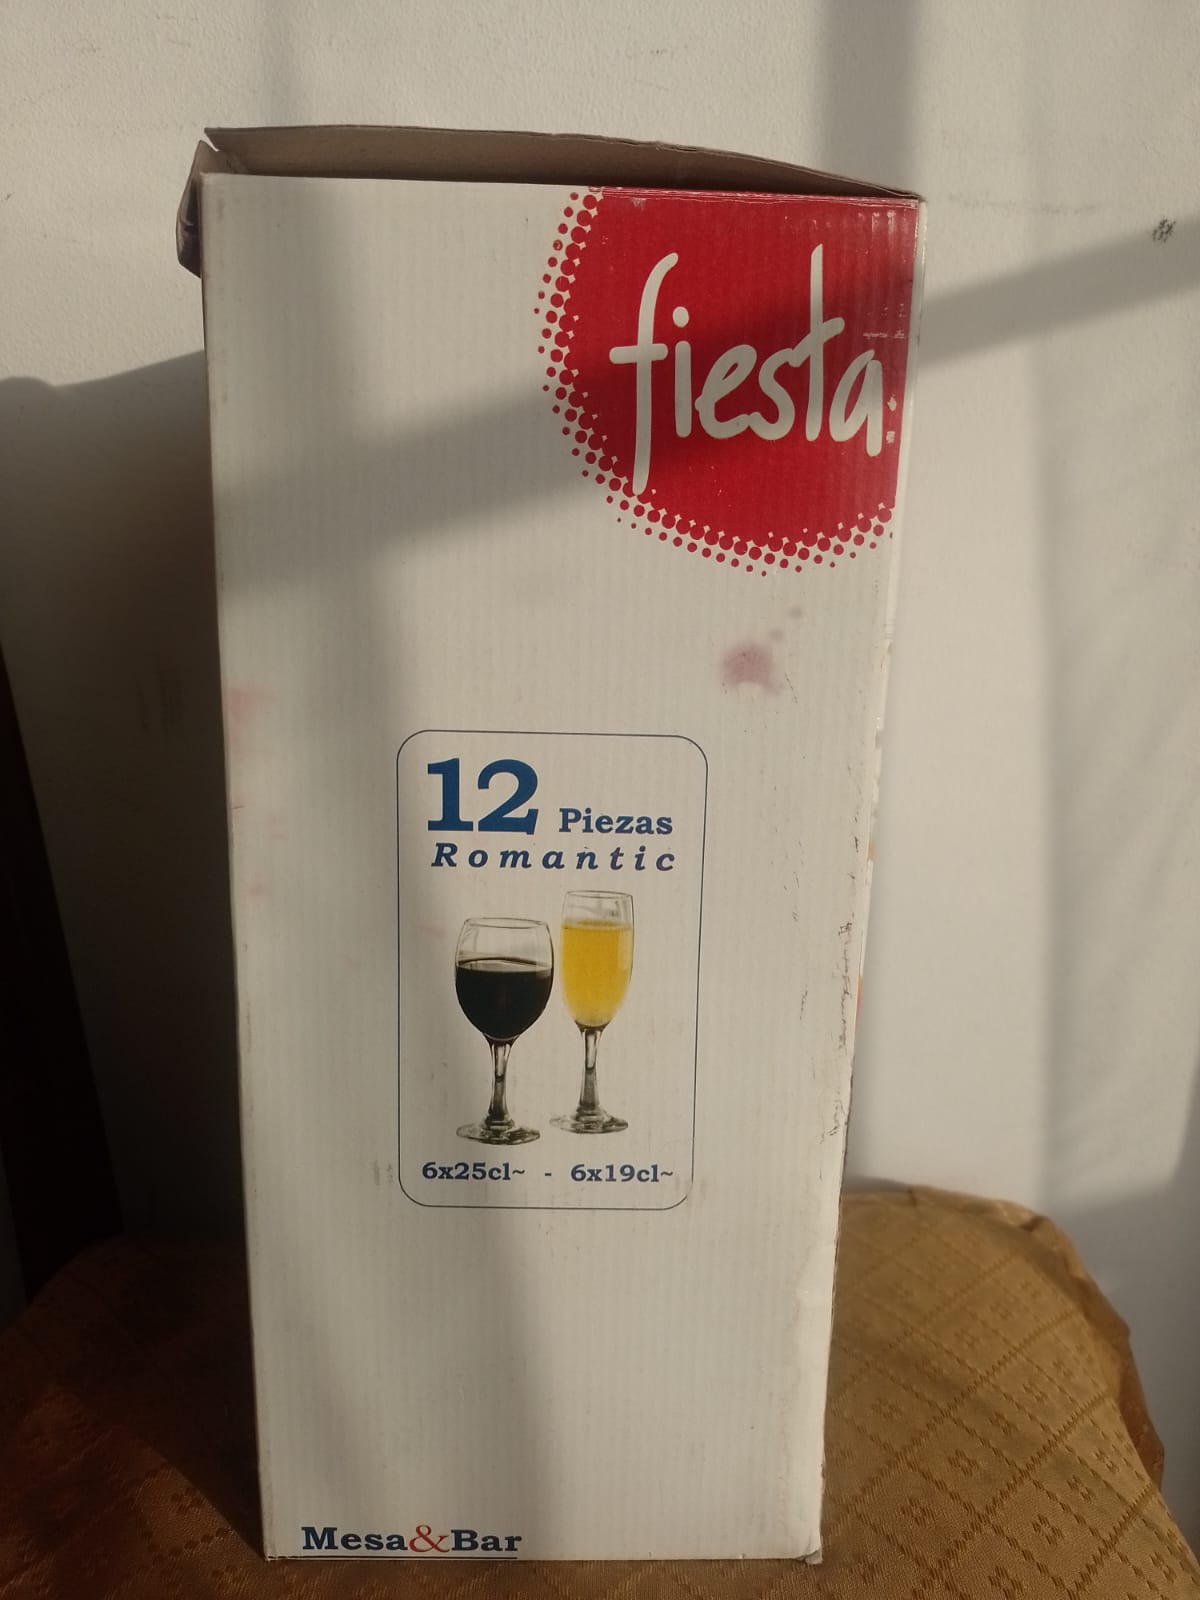 fiesta
12 Piezas
Romantic
6x25cl~ - 6x19cl~
Mesa&Bar